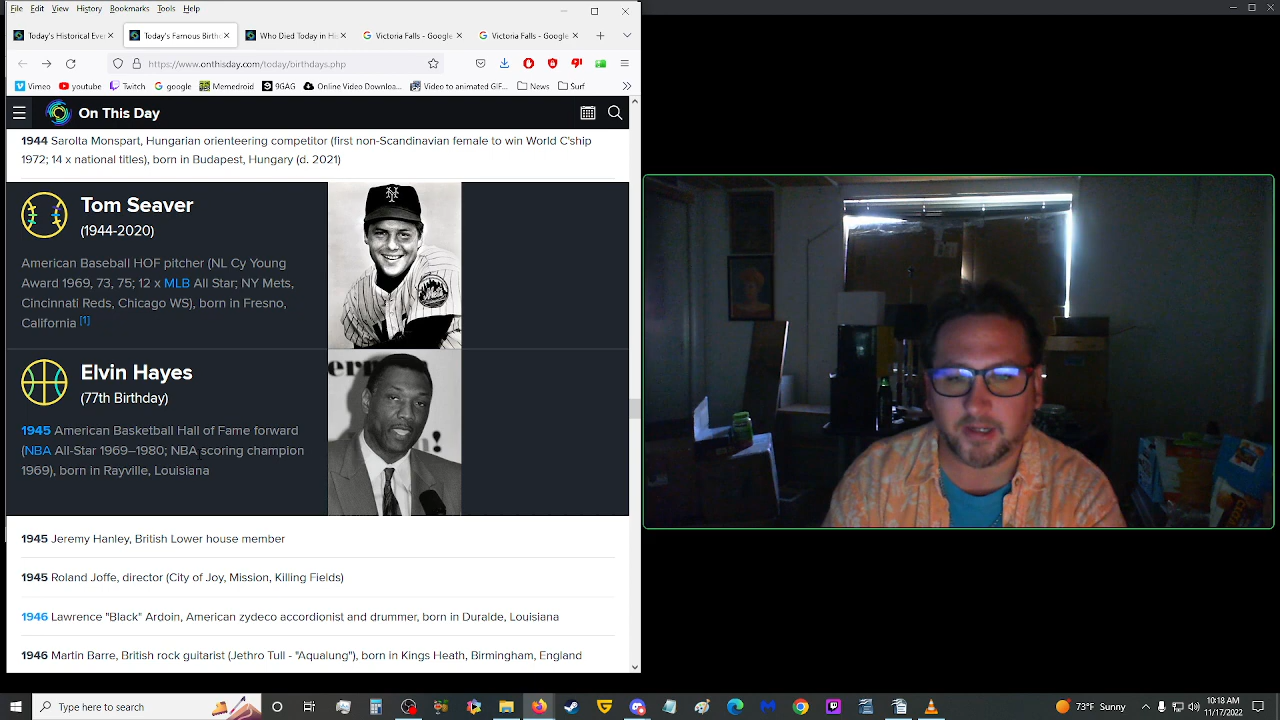 File Edit View History Bookmarks Tools Help
Today's Historical Eve
Today's Famous Birth
Who Died Today in His
Victoria Falls - Google
Victoria Falls - Google
https://www.onthisday.com/today/birthdays.php
Vimeo youtube Twitch google Memedroid 9GAG Online Video Downloa... Video to animated GIF... News Surf
On This Day
1944 Sarolta Monspart, Hungarian orienteering competitor (first non-Scandinavian female to win World C'ship
1972; 14 x national titles), born in Budapest, Hungary (d. 2021)
Tom Seaver
(1944-2020)
American Baseball HOF pitcher (NL Cy Young
Award 1969, 73, 75; 12 x MLB All Star; NY Mets,
Cincinnati Reds, Chicago WS), born in Fresno,
California [1]
Elvin Hayes
(77th Birthday)
1945 American Basketball Hall of Fame forward
(NBA All-Star 1969–1980; NBA scoring champion
1969), born in Rayville, Louisiana
1945 Jeremy Hanley, British Lower house member
1945 Roland Joffe, director (City of Joy, Mission, Killing Fields)
1946 Lawrence "Black" Ardoin, American zydeco accordionist and drummer, born in Duralde, Louisiana
1946 Martin Barre, British rock guitarist (Jethro Tull - "Aqualung"), born in Kings Heath, Birmingham, England
Type here to search
73°F Sunny
10:18 AM
11/17/2022